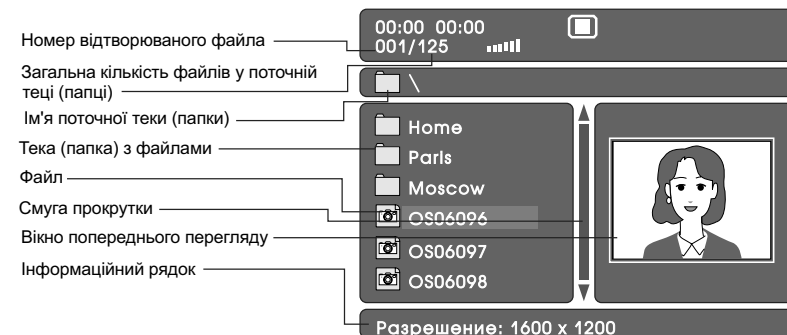 Номер відтворюваного файла
Загальна кількість файлів у поточній
теці (папці)
Ім'я поточної теки (папки)
Тека (папка) з файлами
Файл
Смуга прокрутки
Вікно попереднього перегляду
Інформаційний рядок
00:00 00:00
001/125
\
Home
Paris
Moscow
OS06096
OS06097
OS06098
Разрешение: 1600 x 1200